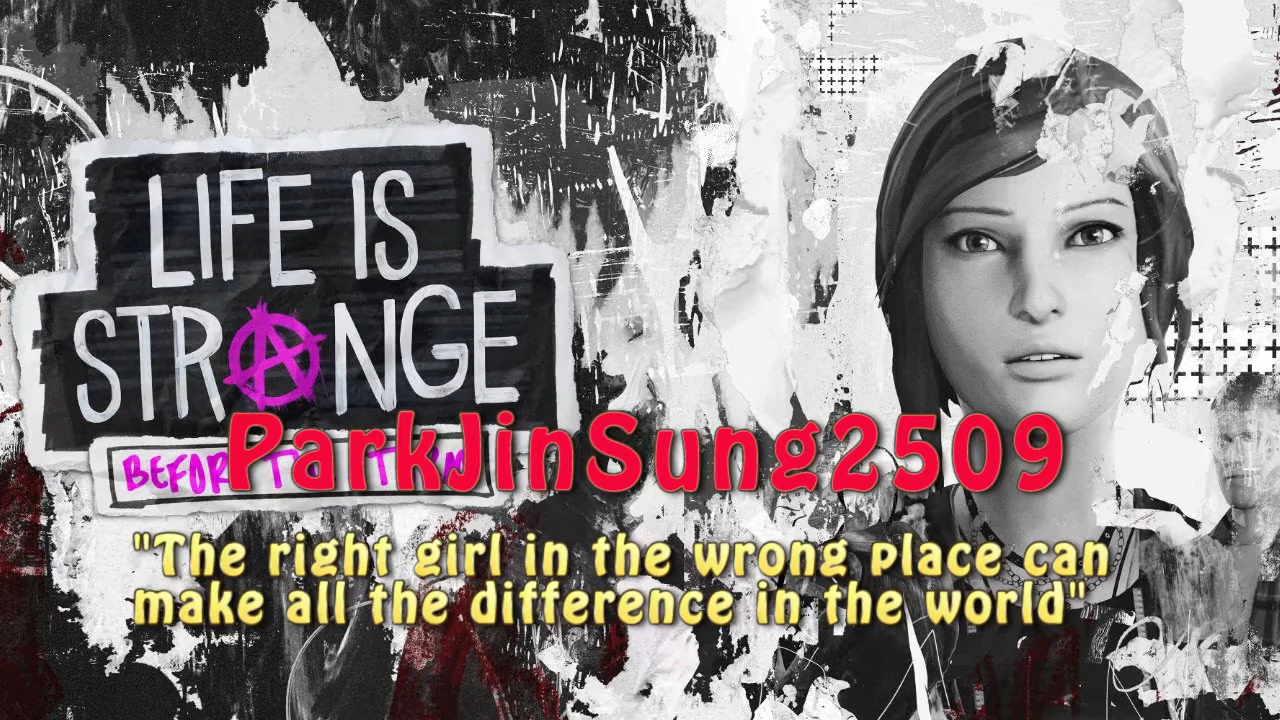 LIFE IS
STRANGE
BEFOR
ParkJinSung2509
"The right girl in the wrong place can
make all the difference in the world"